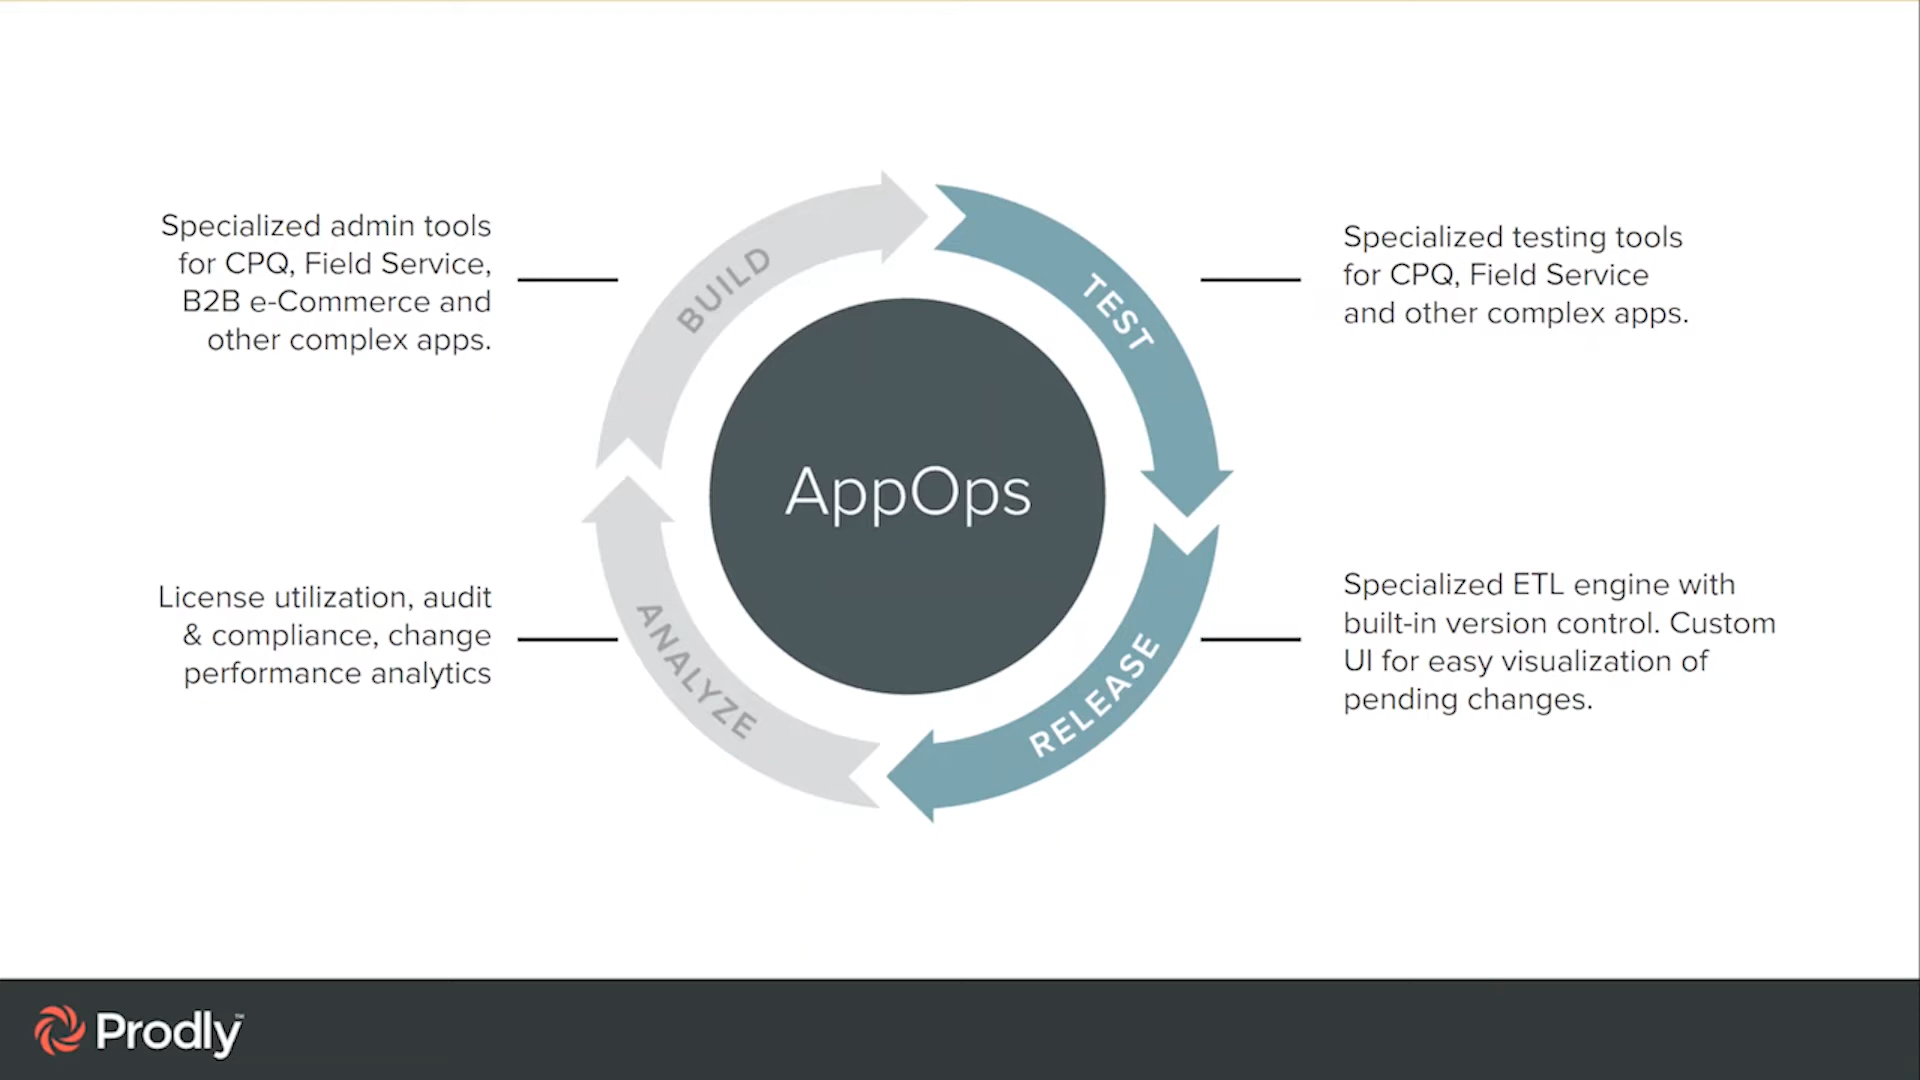 Specialized admin tools
for CPQ, Field Service,
B2B e-Commerce and
other complex apps.
BUILD
TEST
Specialized testing tools
for CPQ, Field Service
and other complex apps.
AppOps
License utilization, audit
& compliance, change
performance analytics
ANALYZE
RELEASE
Specialized ETL engine with
built-in version control. Custom
UI for easy visualization of
pending changes.
Prodly™